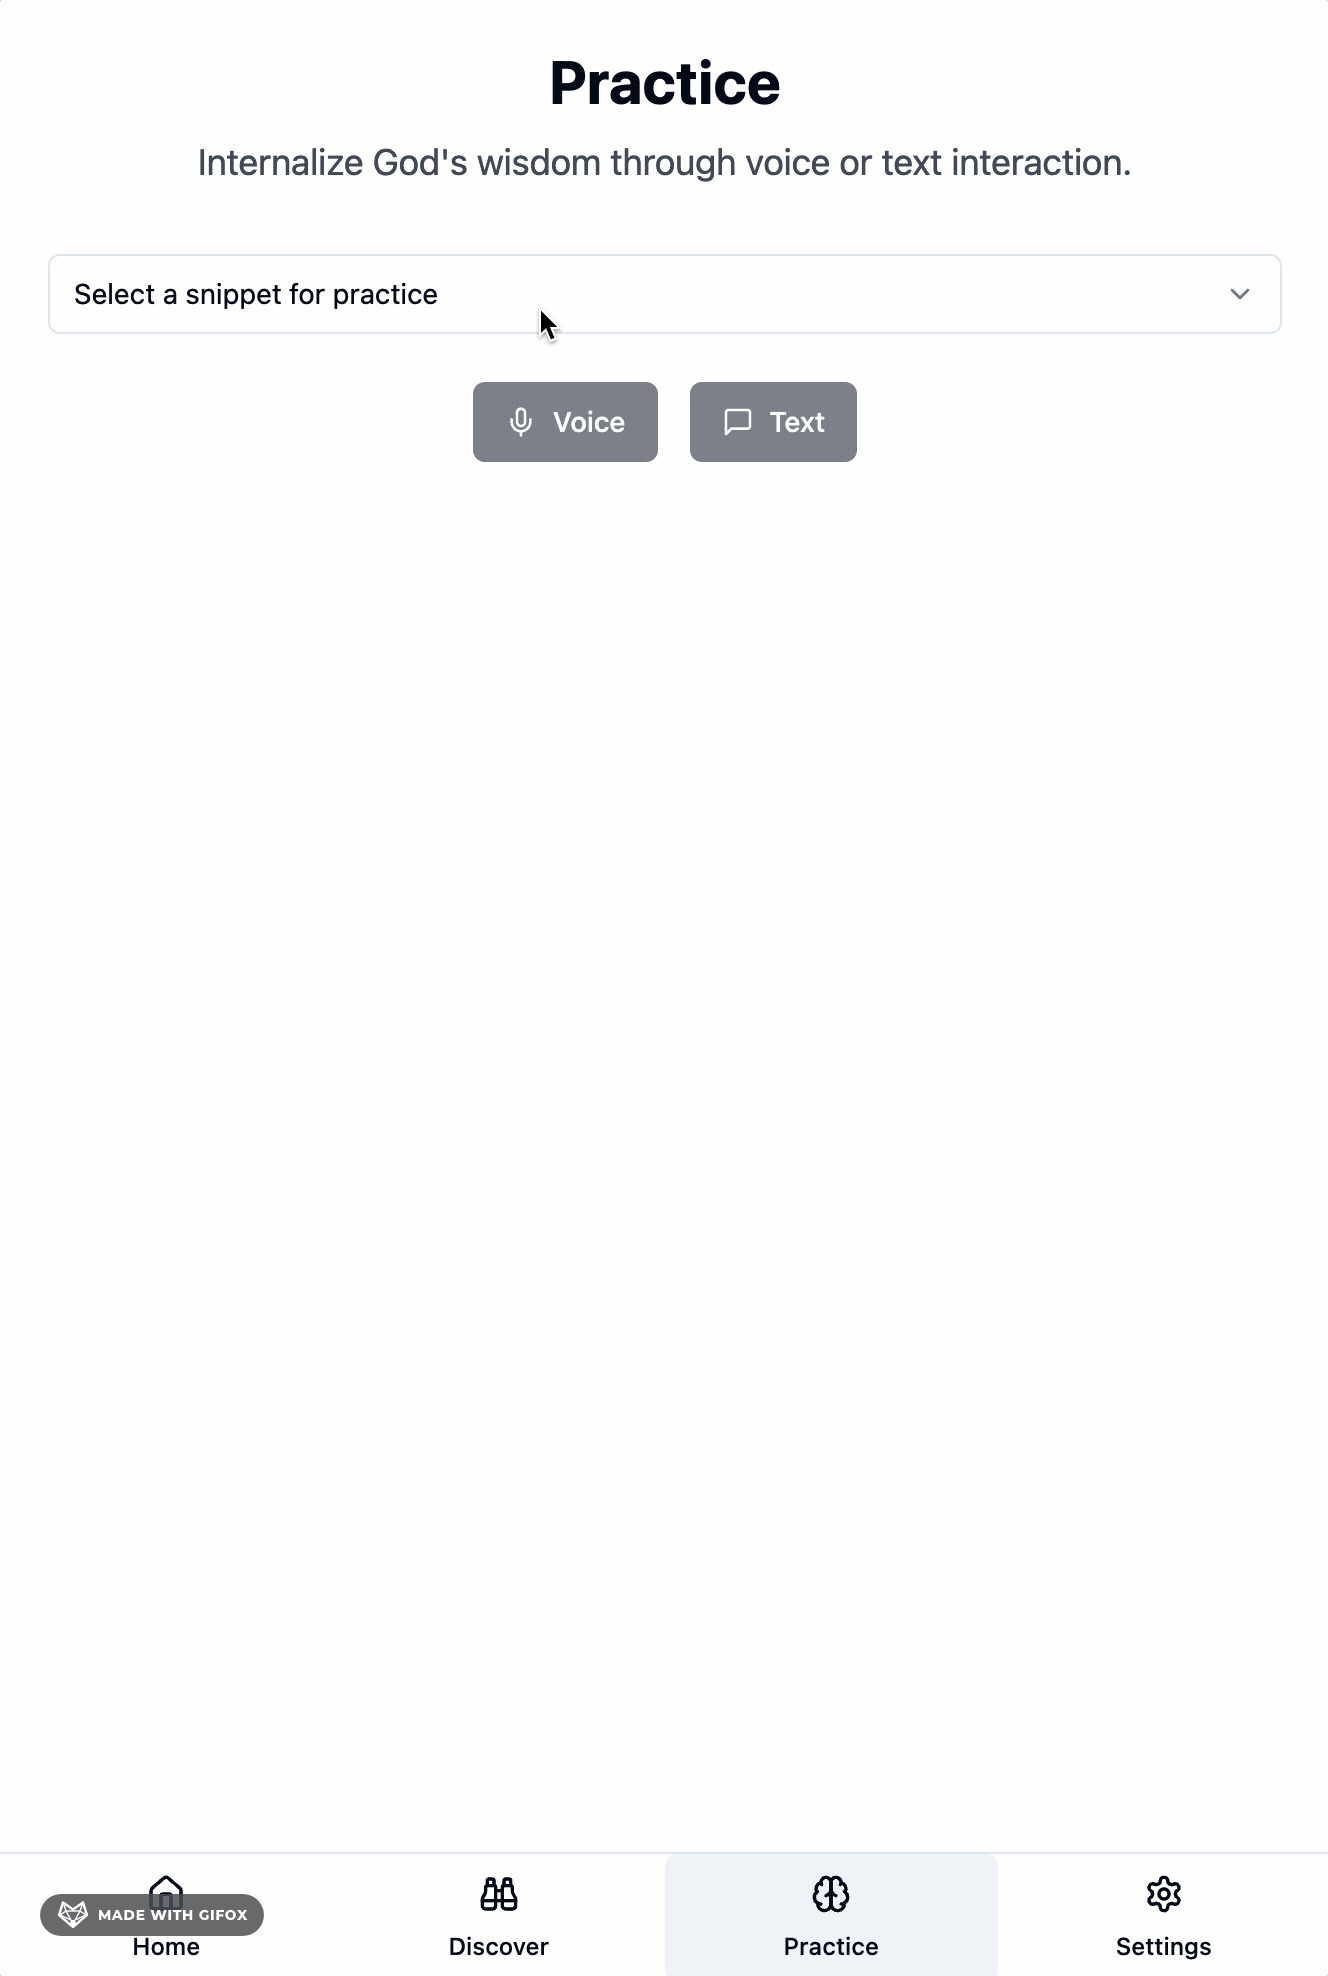 Practice
Internalize God's wisdom through voice or text interaction.
Select a snippet for practice
Voice
Text
MADE WITH GIFOX
Home
Discover
Practice
Settings